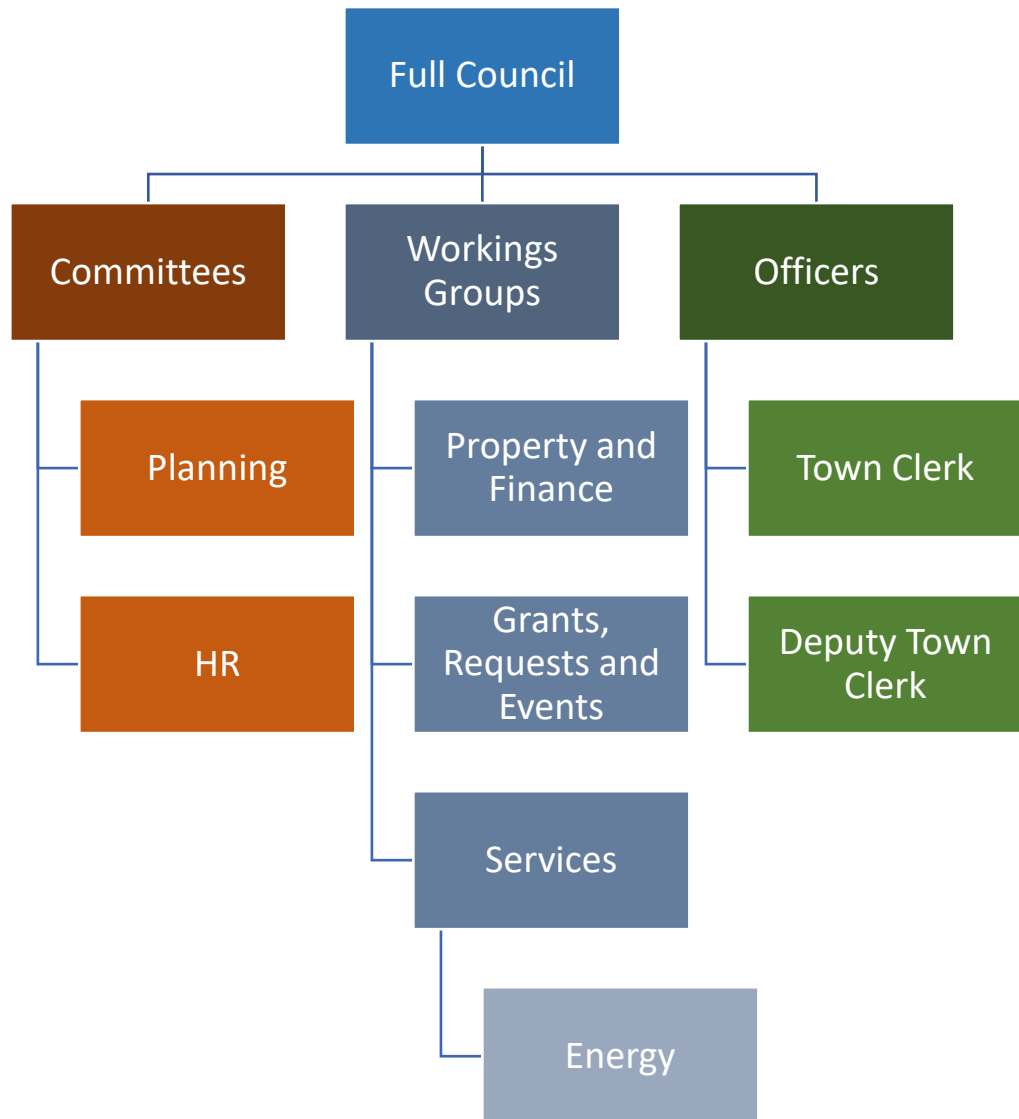 Full Council
Committees
Workings
Groups
Officers
Planning
Property and
Finance
Town Clerk
HR
Grants,
Requests and
Events
Deputy Town
Clerk
Services
Energy